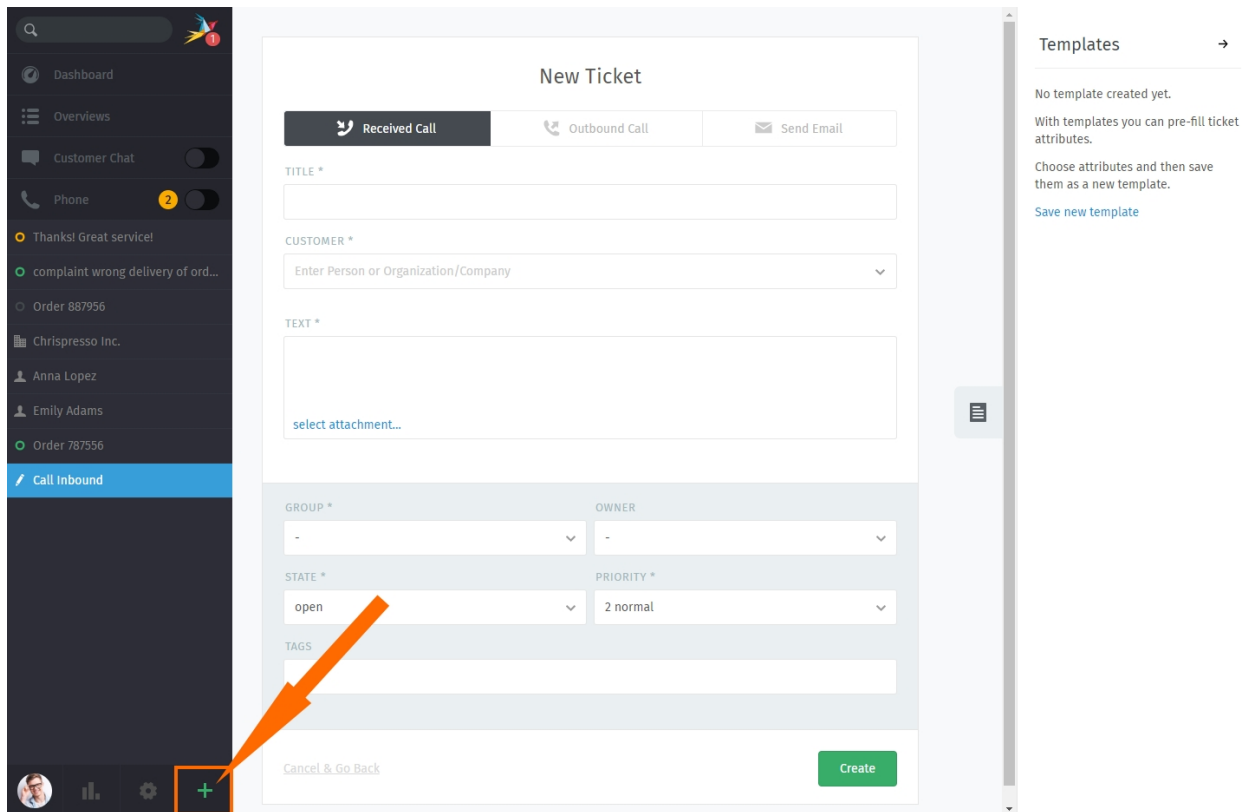 1
Dashboard
Overviews
Customer Chat
Phone 2
Thanks! Great service!
complaint wrong delivery of ord...
Order 887956
Chrispresso Inc.
Anna Lopez
Emily Adams
Order 787556
Call Inbound
New Ticket
Received Call Outbound Call Send Email
TITLE *
CUSTOMER *
Enter Person or Organization/Company
TEXT *
select attachment...
GROUP * OWNER
- -
STATE * PRIORITY *
open 2 normal
TAGS
Cancel & Go Back Create
Templates →
No template created yet.
With templates you can pre-fill ticket
attributes.
Choose attributes and then save
them as a new template.
Save new template